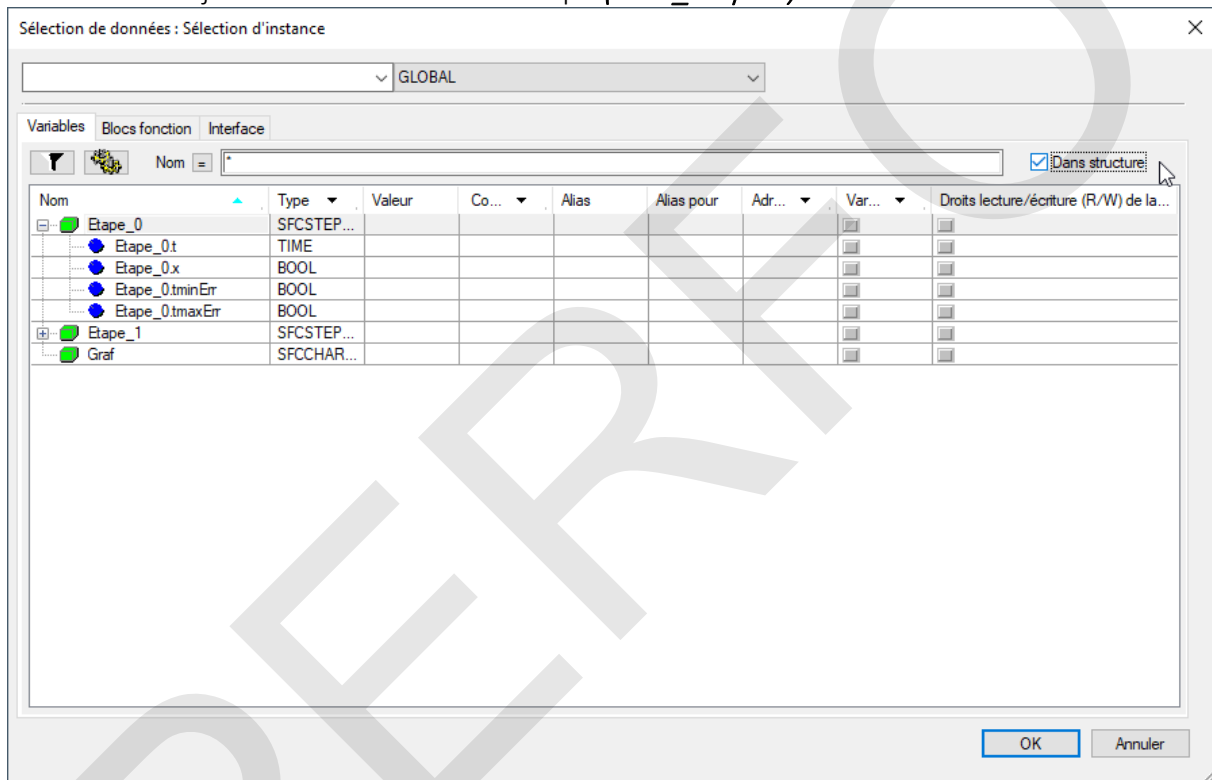 Sélection de données : Sélection d'instance
GLOBAL
Variables Blocs fonction Interface
Nom = * Dans structure
Nom Type Valeur Co... Alias Alias pour Adr... Var... Droits lecture/écriture (R/W) de la...
Etape_0 SFCSTEP...
Etape_0.t TIME
Etape_0.x BOOL
Etape_0.tminErr BOOL
Etape_0.tmaxErr BOOL
Etape_1 SFCSTEP...
Graf SFCCHAR...
OK Annuler
PERFO